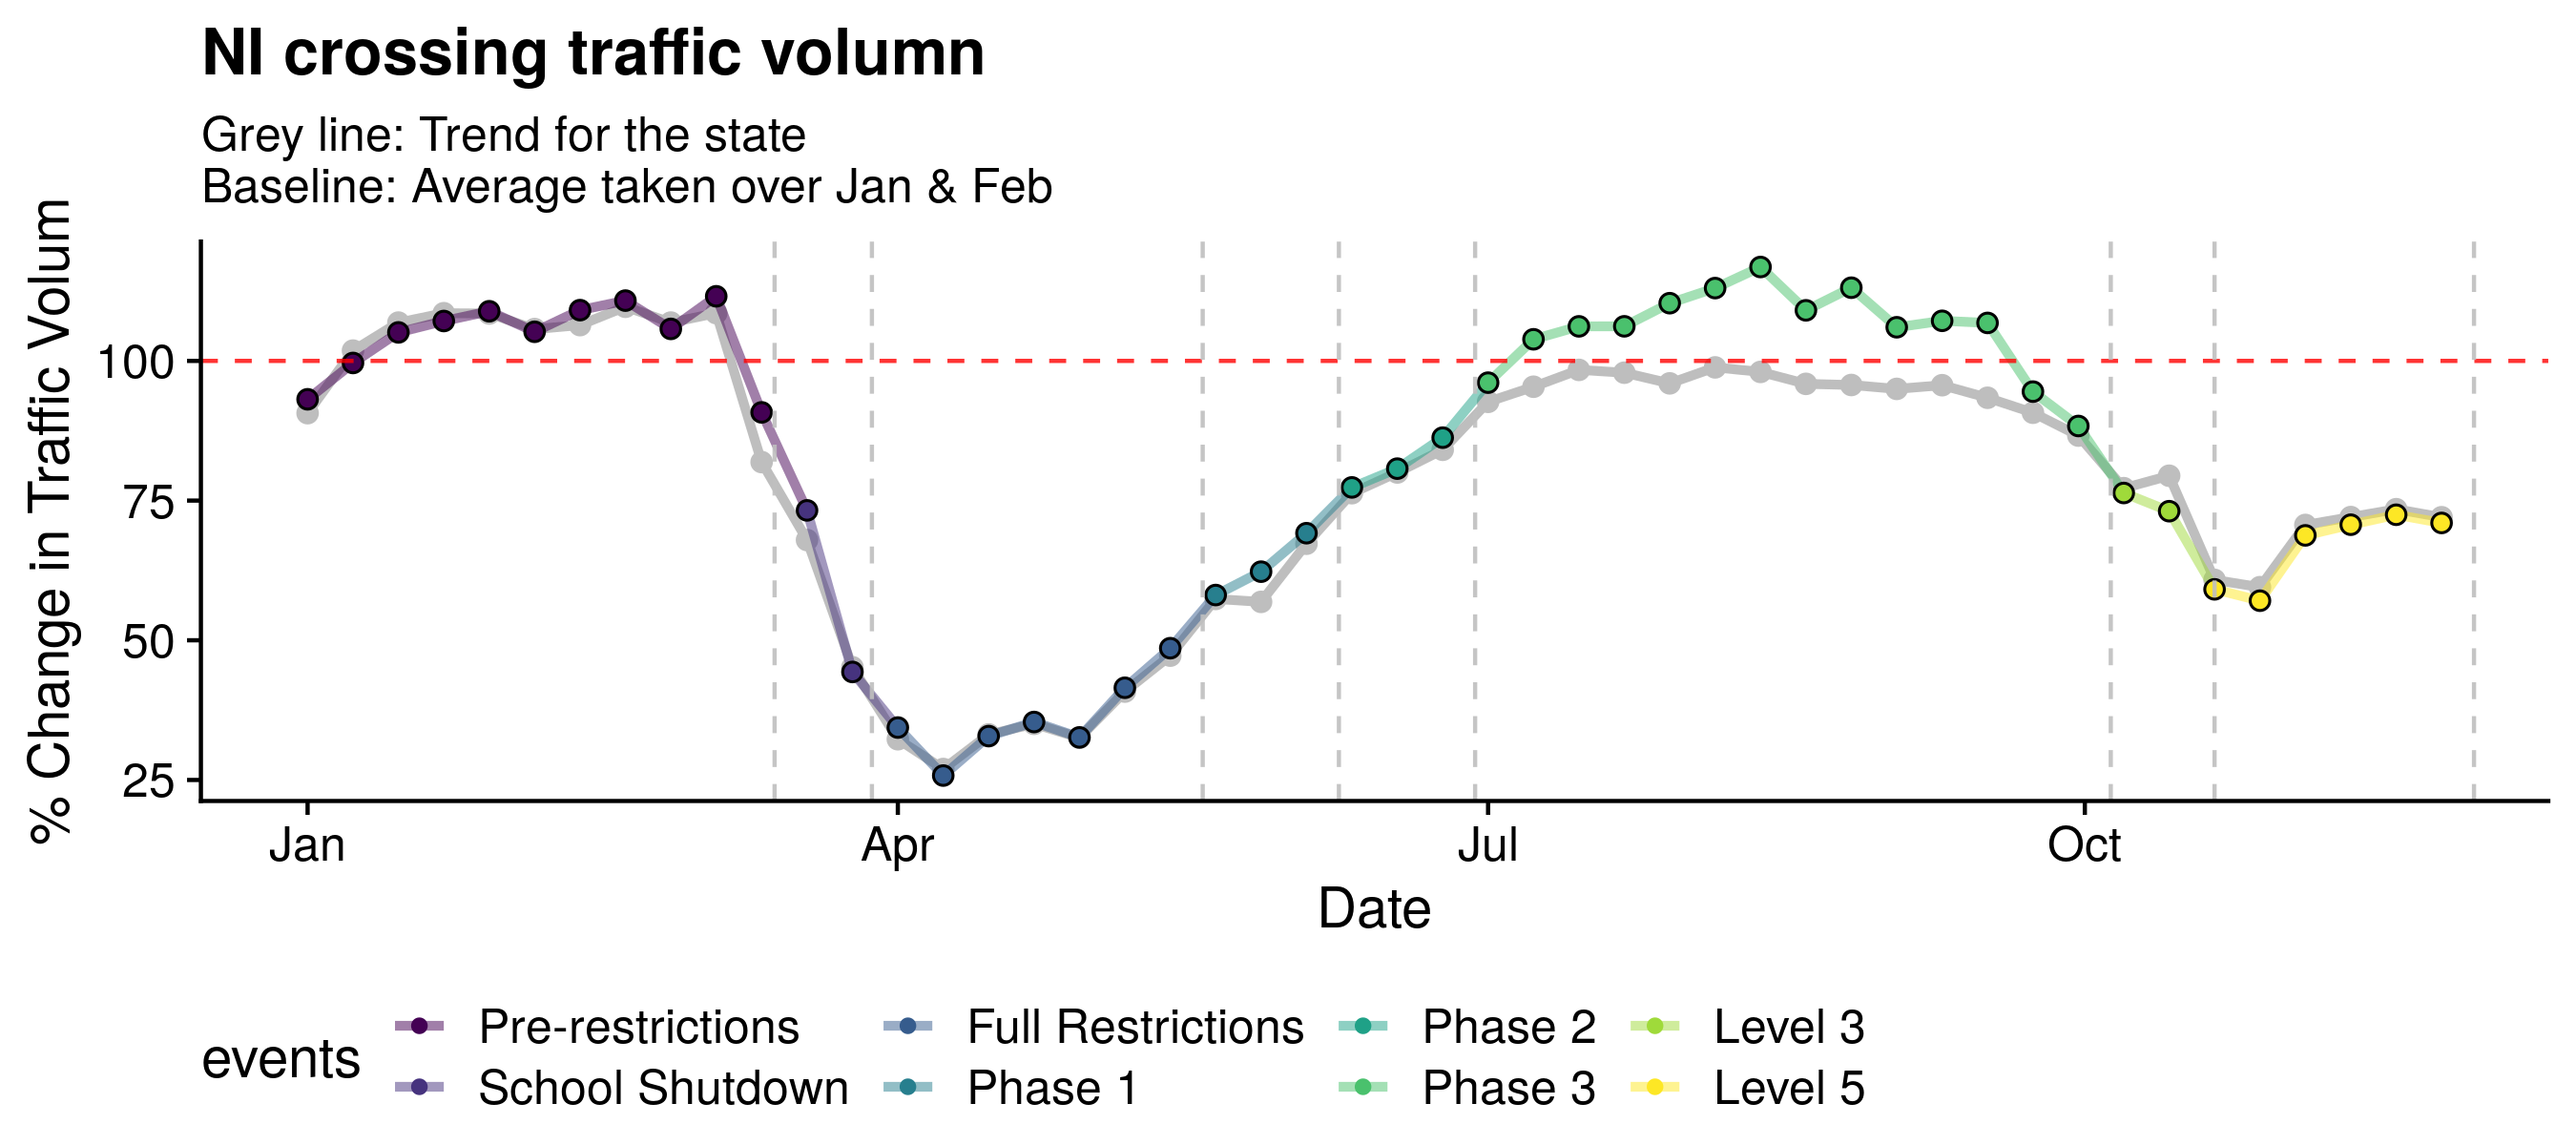 NI crossing traffic volumn
Grey line: Trend for the state
Baseline: Average taken over Jan & Feb
% Change in Traffic Volum
100
75
50
25
Jan Apr Jul Oct
Date
events
Pre-restrictions Full Restrictions Phase 2 Level 3
School Shutdown Phase 1 Phase 3 Level 5